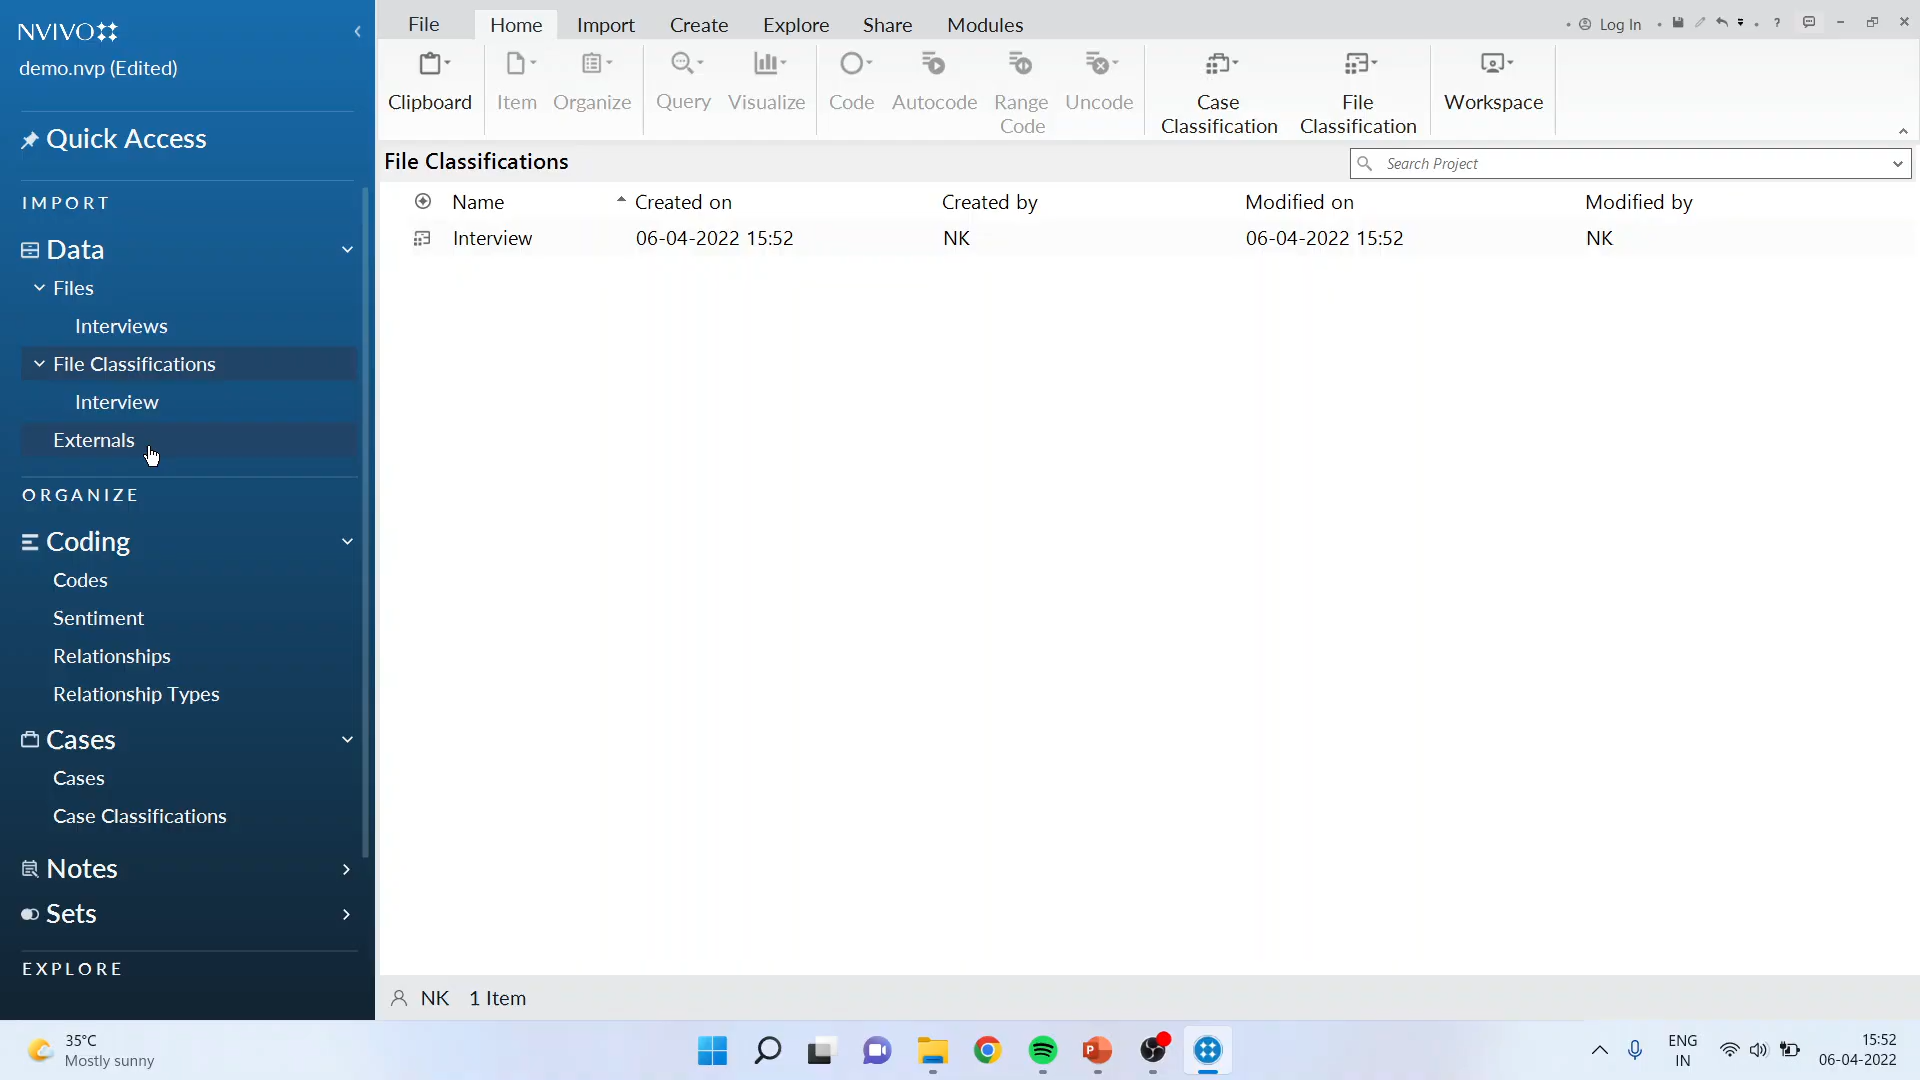 NVIVO
demo.nvp (Edited)
Quick Access
IMPORT
Data
Files
Interviews
File Classifications
Interview
Externals
ORGANIZE
Coding
Codes
Sentiment
Relationships
Relationship Types
Cases
Cases
Case Classifications
Notes
Sets
EXPLORE
File Home Import Create Explore Share Modules
Log In
Clipboard Item Organize Query Visualize Code Autocode Range Code Uncode Case Classification File Classification Workspace
File Classifications
Search Project
Name Created on Created by Modified on Modified by
Interview 06-04-2022 15:52 NK 06-04-2022 15:52 NK
NK 1 Item
35°C
Mostly sunny
ENG
IN
15:52
06-04-2022